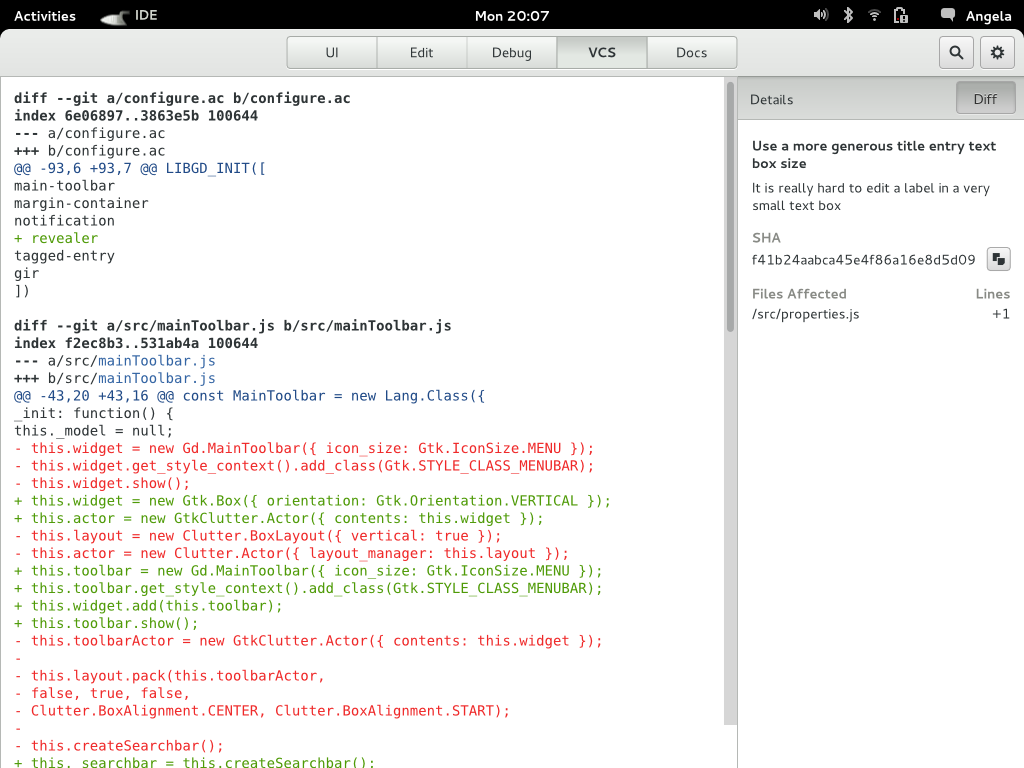 Activities IDE Mon 20:07 Angela
UI Edit Debug VCS Docs
diff --git a/configure.ac b/configure.ac
index 6e06897..3863e5b 100644
--- a/configure.ac
+++ b/configure.ac
@@ -93,6 +93,7 @@ LIBGD_INIT([
main-toolbar
margin-container
notification
+ revealer
tagged-entry
gir
])
diff --git a/src/mainToolbar.js b/src/mainToolbar.js
index f2ec8b3..531ab4a 100644
--- a/src/mainToolbar.js
+++ b/src/mainToolbar.js
@@ -43,20 +43,16 @@ const MainToolbar = new Lang.Class({
_init: function() {
this._model = null;
- this.widget = new Gd.MainToolbar({ icon_size: Gtk.IconSize.MENU });
- this.widget.get_style_context().add_class(Gtk.STYLE_CLASS_MENUBAR);
- this.widget.show();
+ this.widget = new Gtk.Box({ orientation: Gtk.Orientation.VERTICAL });
+ this.actor = new GtkClutter.Actor({ contents: this.widget });
- this.layout = new Clutter.BoxLayout({ vertical: true });
- this.actor = new Clutter.Actor({ layout_manager: this.layout });
+ this.toolbar = new Gd.MainToolbar({ icon_size: Gtk.IconSize.MENU });
+ this.toolbar.get_style_context().add_class(Gtk.STYLE_CLASS_MENUBAR);
+ this.widget.add(this.toolbar);
+ this.toolbar.show();
- this.toolbarActor = new GtkClutter.Actor({ contents: this.widget });
-
- this.layout.pack(this.toolbarActor,
- false, true, false,
- Clutter.BoxAlignment.CENTER, Clutter.BoxAlignment.START);
-
- this.createSearchbar();
+ this._searchbar = this.createSearchbar();
Details Diff
Use a more generous title entry text
box size
It is really hard to edit a label in a very
small text box
SHA
f41b24aabca45e4f86a16e8d5d09
Files Affected Lines
/src/properties.js +1